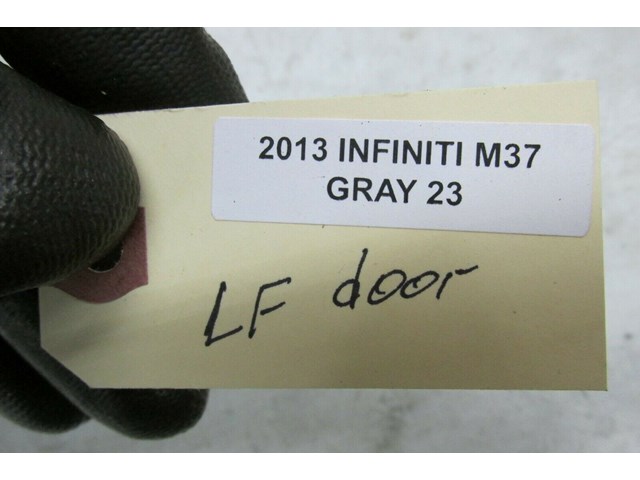 2013 INFINITI M37
GRAY 23
LF door